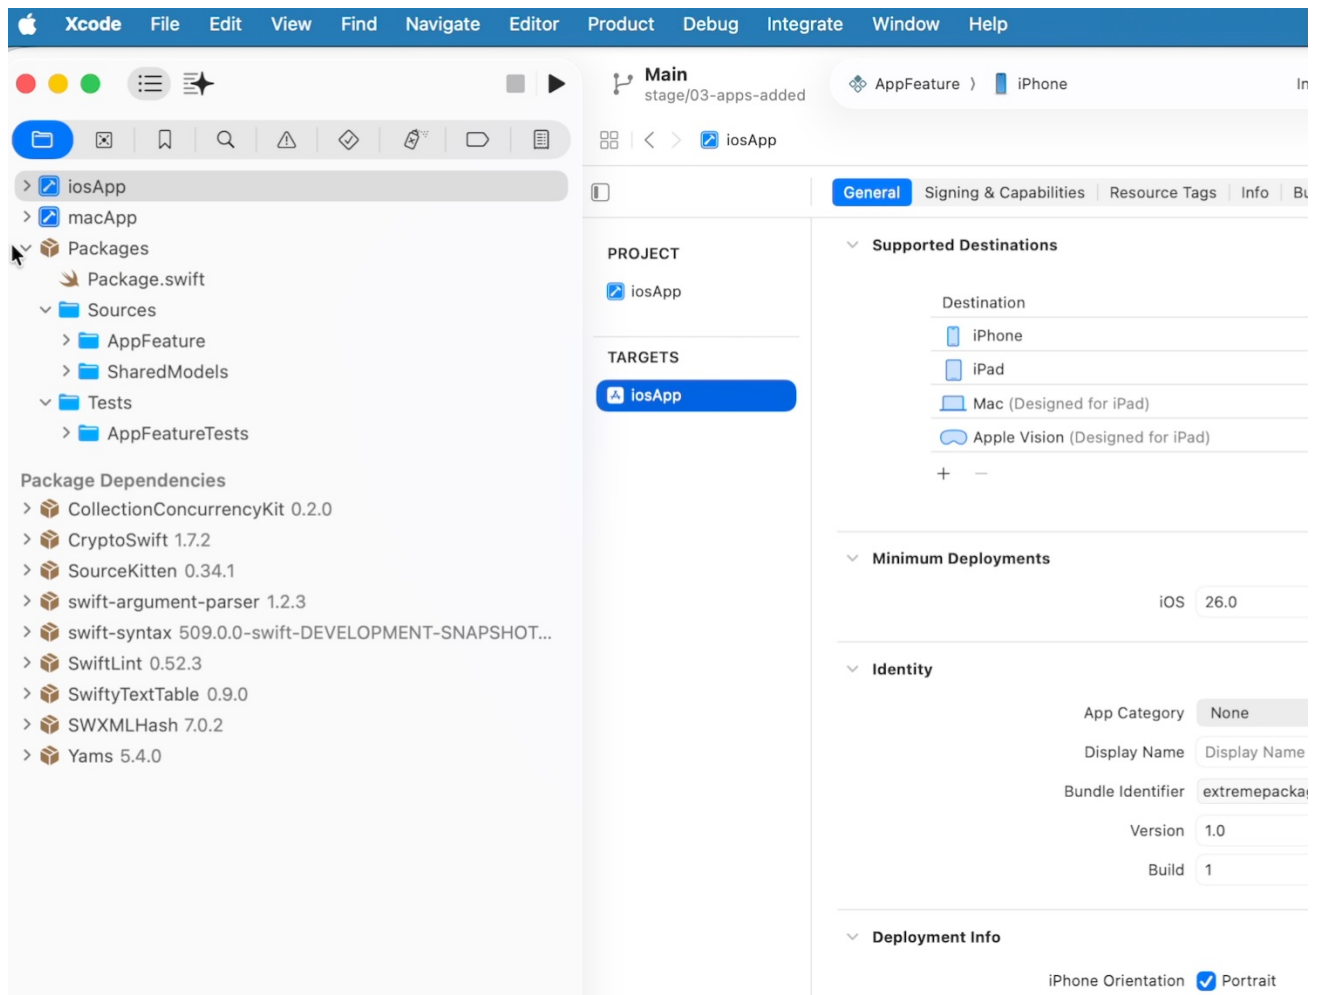 Xcode File Edit View Find Navigate Editor Product Debug Integrate Window Help
Main
stage/03-apps-added
AppFeature
iPhone
In
iosApp
iosApp
macApp
Packages
Package.swift
Sources
AppFeature
SharedModels
Tests
AppFeatureTests
Package Dependencies
CollectionConcurrencyKit 0.2.0
CryptoSwift 1.7.2
SourceKitten 0.34.1
swift-argument-parser 1.2.3
swift-syntax 509.0.0-swift-DEVELOPMENT-SNAPSHOT...
SwiftLint 0.52.3
SwiftyTextTable 0.9.0
SWXMLHash 7.0.2
Yams 5.4.0
PROJECT
iosApp
TARGETS
iosApp
General Signing & Capabilities Resource Tags Info Bu
Supported Destinations
Destination
iPhone
iPad
Mac (Designed for iPad)
Apple Vision (Designed for iPad)
Minimum Deployments
iOS 26.0
Identity
App Category None
Display Name Display Name
Bundle Identifier extremepackag
Version 1.0
Build 1
Deployment Info
iPhone Orientation Portrait